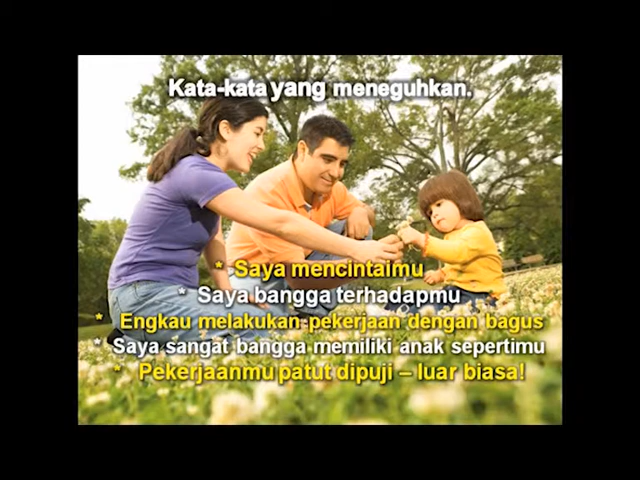 Kata-kata yang meneguhkan.
* Saya mencintaimu
* Saya bangga terhadapmu
* Engkau melakukan pekerjaan dengan bagus
* Saya sangat bangga memiliki anak sepertimu
* Pekerjaanmu patut dipuji – luar biasa!